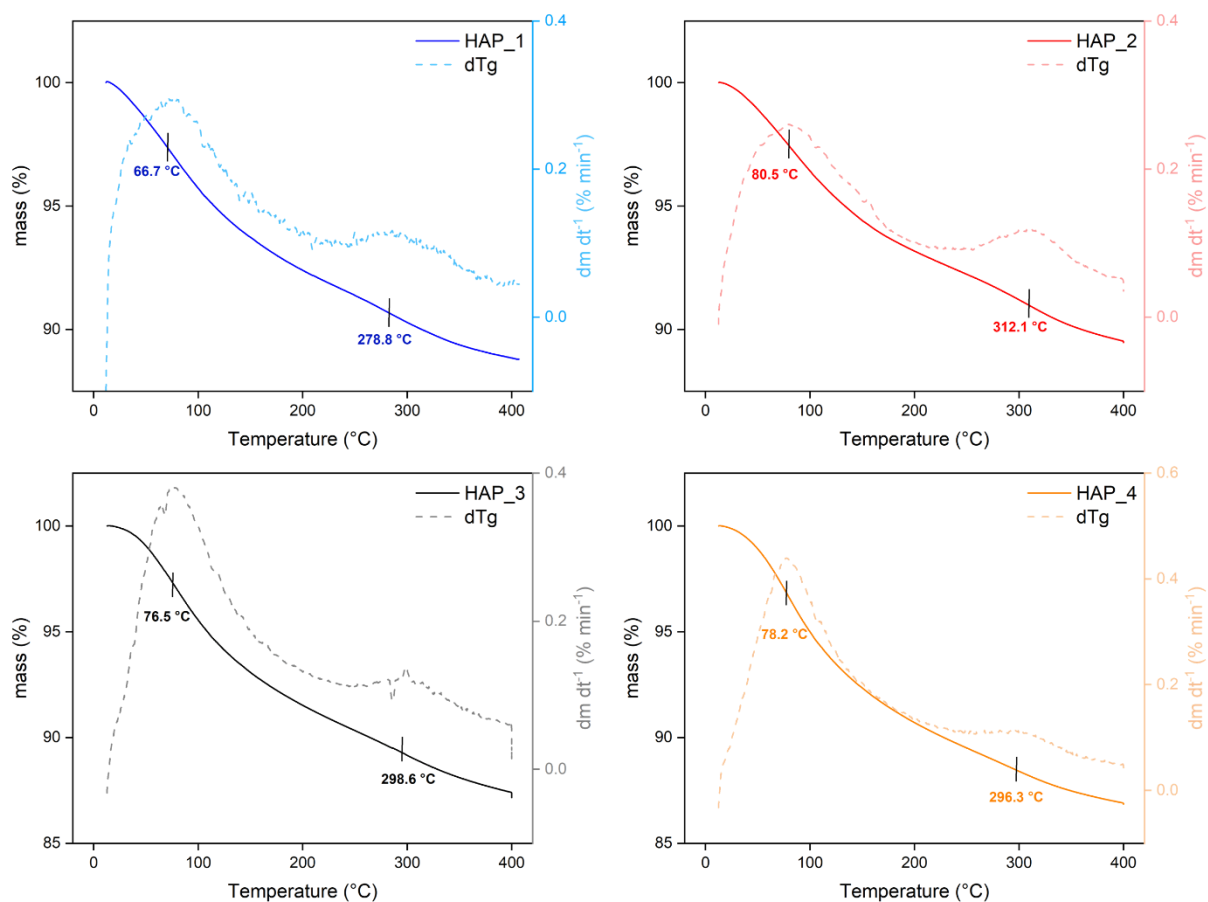 HAP_1
dTg
100
95
90
mass (%)
66.7 °C
278.8 °C
0.4
0.2
0.0
dm dt⁻¹ (% min⁻¹)
0 100 200 300 400
Temperature (°C)
HAP_2
dTg
100
95
90
mass (%)
80.5 °C
312.1 °C
0.4
0.2
0.0
dm dt⁻¹ (% min⁻¹)
0 100 200 300 400
Temperature (°C)
HAP_3
dTg
100
95
90
85
mass (%)
76.5 °C
298.6 °C
0.4
0.2
0.0
dm dt⁻¹ (% min⁻¹)
0 100 200 300 400
Temperature (°C)
HAP_4
dTg
100
95
90
85
mass (%)
78.2 °C
296.3 °C
0.6
0.4
0.2
0.0
dm dt⁻¹ (% min⁻¹)
0 100 200 300 400
Temperature (°C)